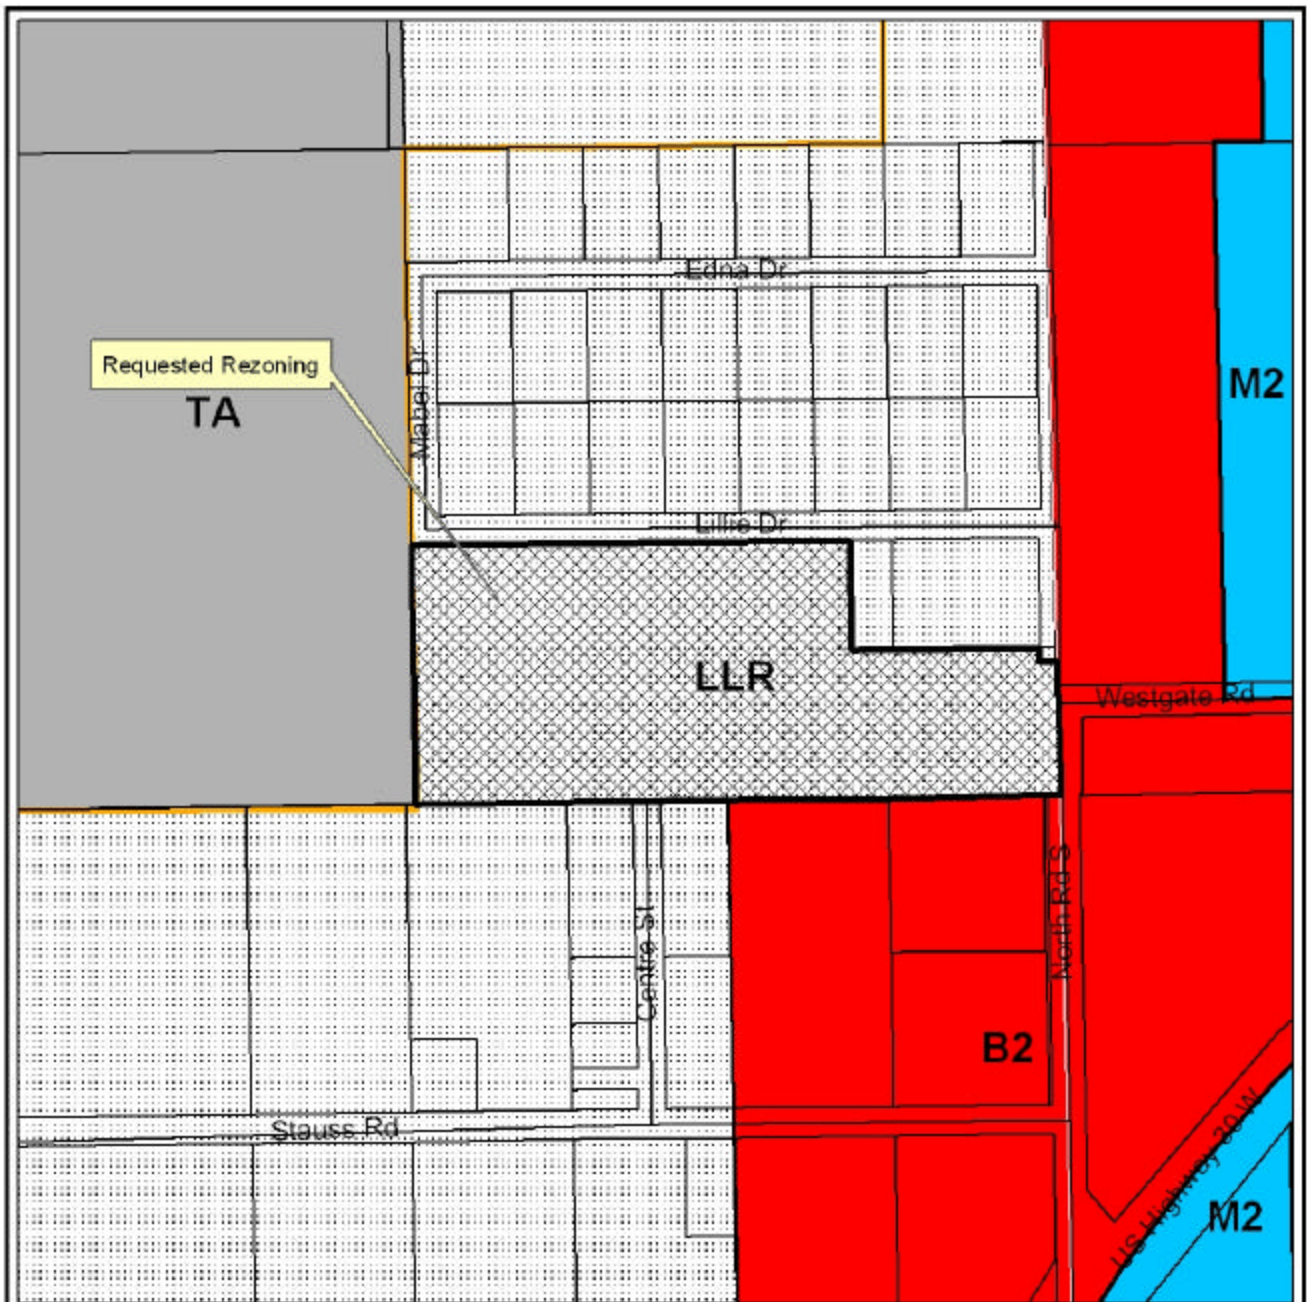 Edna Dr
Requested Rezoning
TA
Mabel Dr
M2
Lillie Dr
LLR
Westgate Rd
North Rd S
Centre St
B2
Stauss Rd
US Highway 30 W
M2